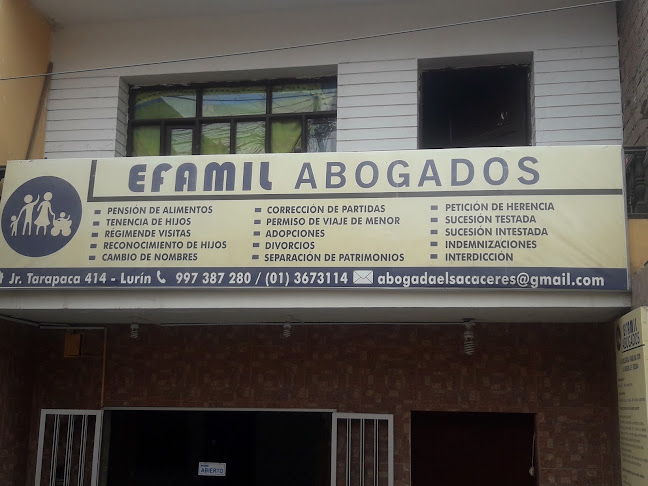 EFAMIL ABOGADOS
PENSIÓN DE ALIMENTOS
TENENCIA DE HIJOS
REGIMENDE VISITAS
RECONOCIMIENTO DE HIJOS
CAMBIO DE NOMBRES
CORRECCIÓN DE PARTIDAS
PERMISO DE VIAJE DE MENOR
ADOPCIONES
DIVORCIOS
SEPARACIÓN DE PATRIMONIOS
PETICIÓN DE HERENCIA
SUCESIÓN TESTADA
SUCESIÓN INTESTADA
INDEMNIZACIONES
INTERDICCIÓN
Jr. Tarapaca 414 - Lurín 997 387 280 / (01) 3673114 abogadaelsacaceres@gmail.com
EFAMIL
ABOGADOS
ABIERTO